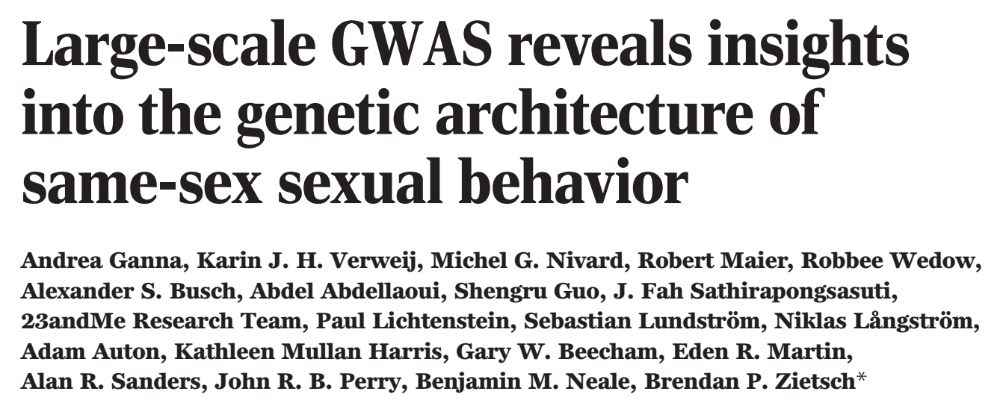 Large-scale GWAS reveals insights
into the genetic architecture of
same-sex sexual behavior
Andrea Ganna, Karin J. H. Verweij, Michel G. Nivard, Robert Maier, Robbee Wedow,
Alexander S. Busch, Abdel Abdellaoui, Shengru Guo, J. Fah Sathirapongsasuti,
23andMe Research Team, Paul Lichtenstein, Sebastian Lundström, Niklas Långström,
Adam Auton, Kathleen Mullan Harris, Gary W. Beecham, Eden R. Martin,
Alan R. Sanders, John R. B. Perry, Benjamin M. Neale, Brendan P. Zietsch*